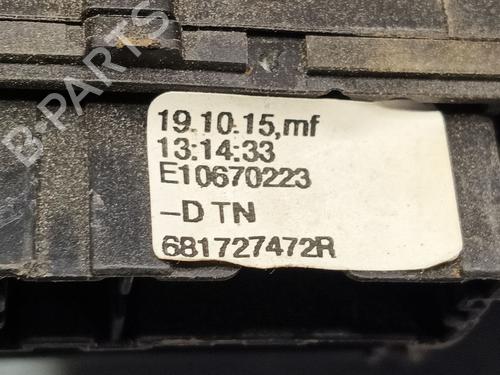 B-PARTS
19.10.15,mf
13:14:33
E10670223
-D TN
681727472R